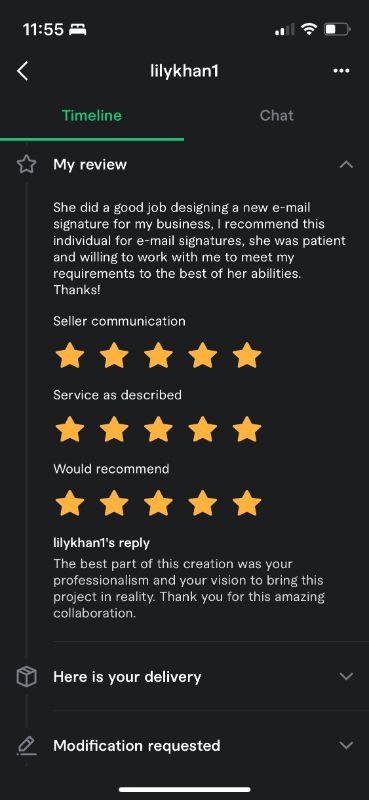 11:55
lilykhan1
Timeline
Chat
My review
She did a good job designing a new e-mail
signature for my business, I recommend this
individual for e-mail signatures, she was patient
and willing to work with me to meet my
requirements to the best of her abilities.
Thanks!
Seller communication
Service as described
Would recommend
lilykhan1's reply
The best part of this creation was your
professionalism and your vision to bring this
project in reality. Thank you for this amazing
collaboration.
Here is your delivery
Modification requested